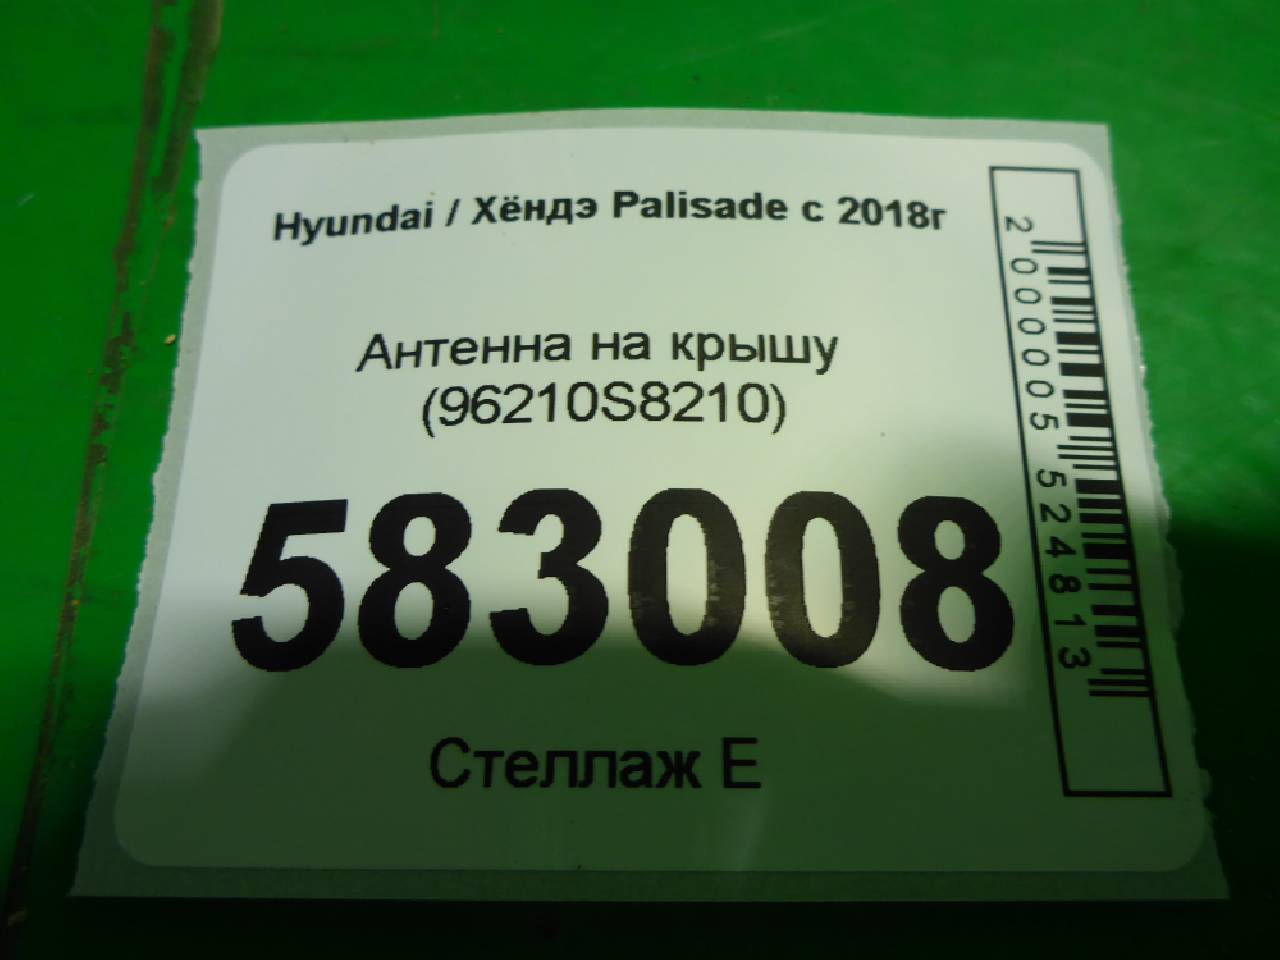 Hyundai / Хёндэ Palisade с 2018г
Антенна на крышу
(96210S8210)
583008
Стеллаж Е
2000005524813